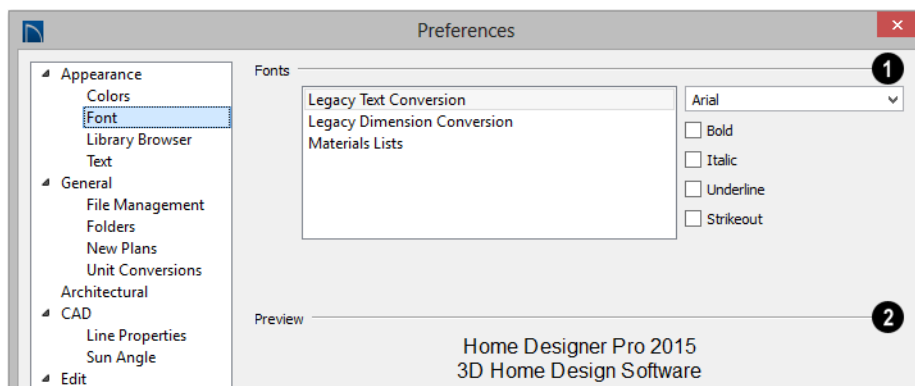 Preferences
Appearance
Colors
Font
Library Browser
Text
General
File Management
Folders
New Plans
Unit Conversions
Architectural
CAD
Line Properties
Sun Angle
Edit
Fonts
1
Legacy Text Conversion
Legacy Dimension Conversion
Materials Lists
Arial
Bold
Italic
Underline
Strikeout
Preview
2
Home Designer Pro 2015
3D Home Design Software